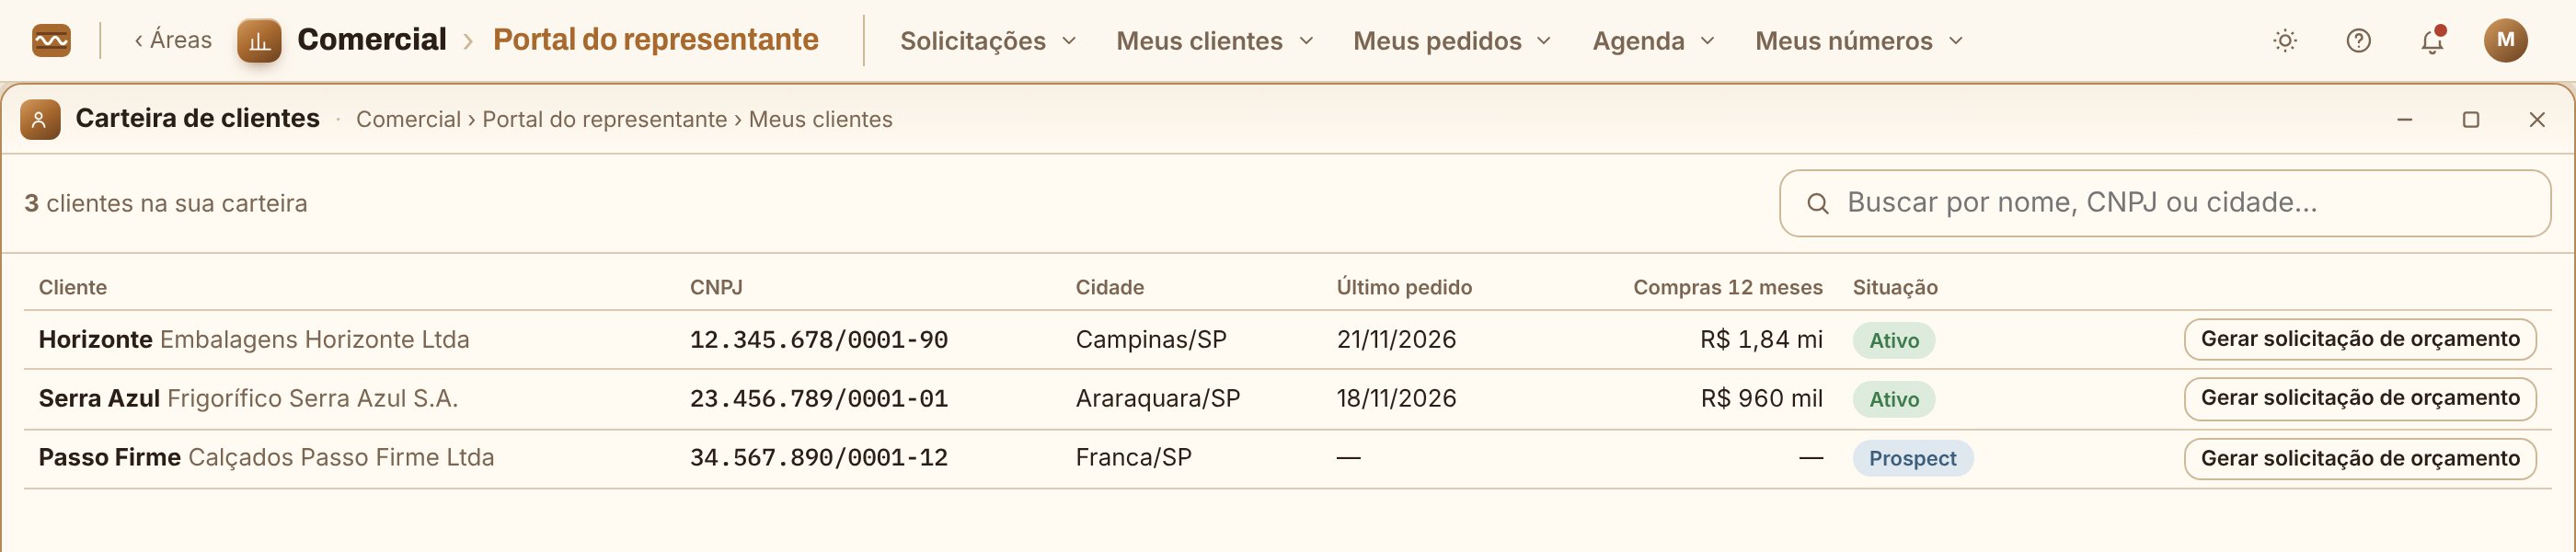 ‹ Áreas Comercial › Portal do representante Solicitações Meus clientes Meus pedidos Agenda Meus números M
Carteira de clientes · Comercial › Portal do representante › Meus clientes
3 clientes na sua carteira Buscar por nome, CNPJ ou cidade...
Cliente CNPJ Cidade Último pedido Compras 12 meses Situação
Horizonte Embalagens Horizonte Ltda 12.345.678/0001-90 Campinas/SP 21/11/2026 R$ 1,84 mi Ativo Gerar solicitação de orçamento
Serra Azul Frigorífico Serra Azul S.A. 23.456.789/0001-01 Araraquara/SP 18/11/2026 R$ 960 mil Ativo Gerar solicitação de orçamento
Passo Firme Calçados Passo Firme Ltda 34.567.890/0001-12 Franca/SP — — Prospect Gerar solicitação de orçamento